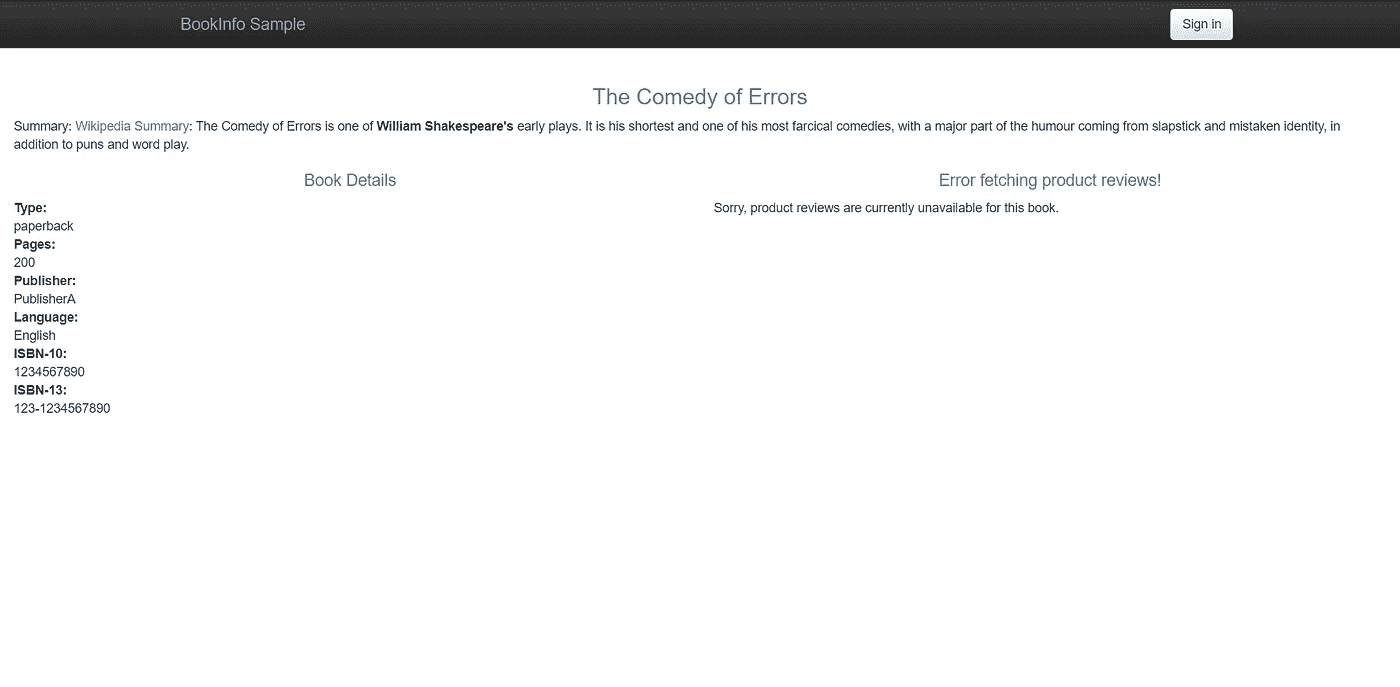 BookInfo Sample
Sign in
The Comedy of Errors
Summary: Wikipedia Summary: The Comedy of Errors is one of William Shakespeare's early plays. It is his shortest and one of his most farcical comedies, with a major part of the humour coming from slapstick and mistaken identity, in
addition to puns and word play.
Book Details
Type:
paperback
Pages:
200
Publisher:
PublisherA
Language:
English
ISBN-10:
1234567890
ISBN-13:
123-1234567890
Error fetching product reviews!
Sorry, product reviews are currently unavailable for this book.